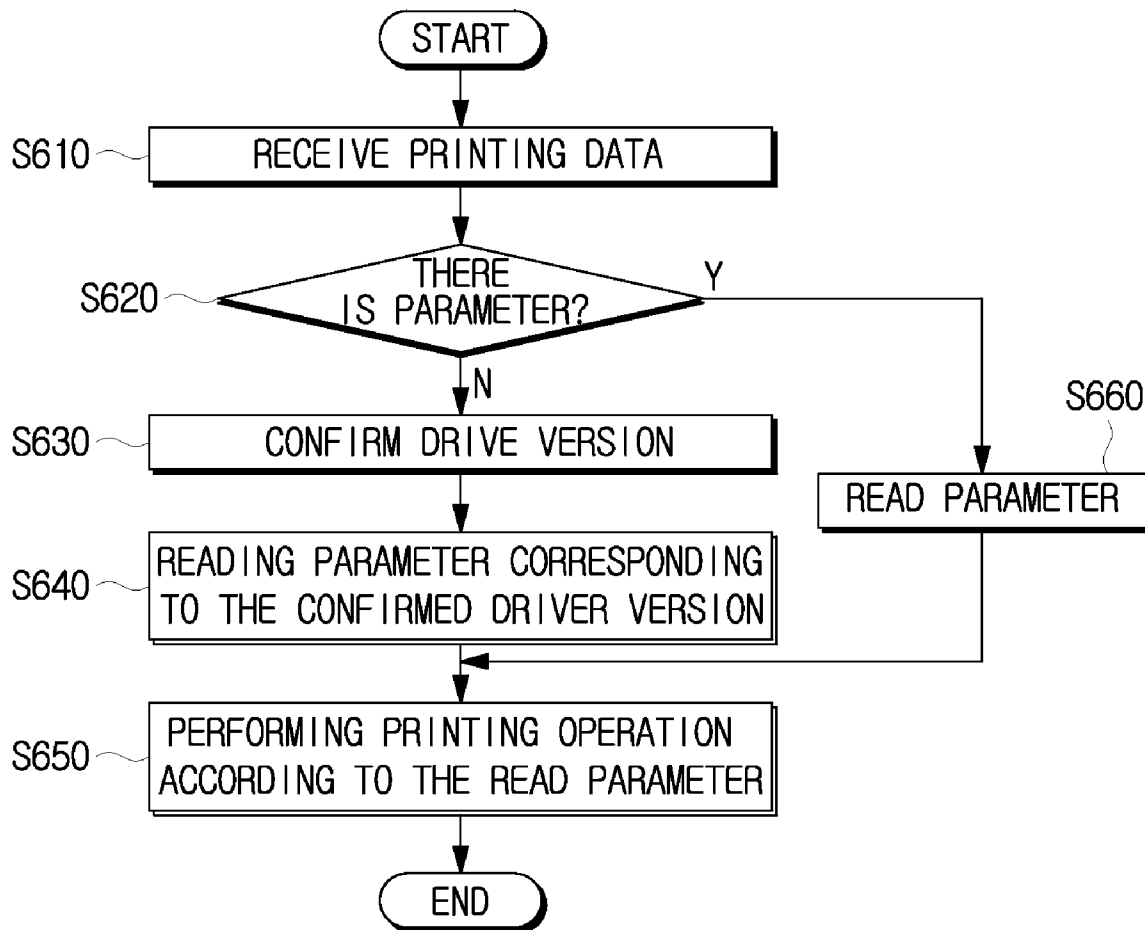 START
S610
RECEIVE PRINTING DATA
S620
THERE
IS PARAMETER?
Y
N
S630
CONFIRM DRIVE VERSION
S660
READ PARAMETER
S640
READING PARAMETER CORRESPONDING
TO THE CONFIRMED DRIVER VERSION
S650
PERFORMING PRINTING OPERATION
ACCORDING TO THE READ PARAMETER
END